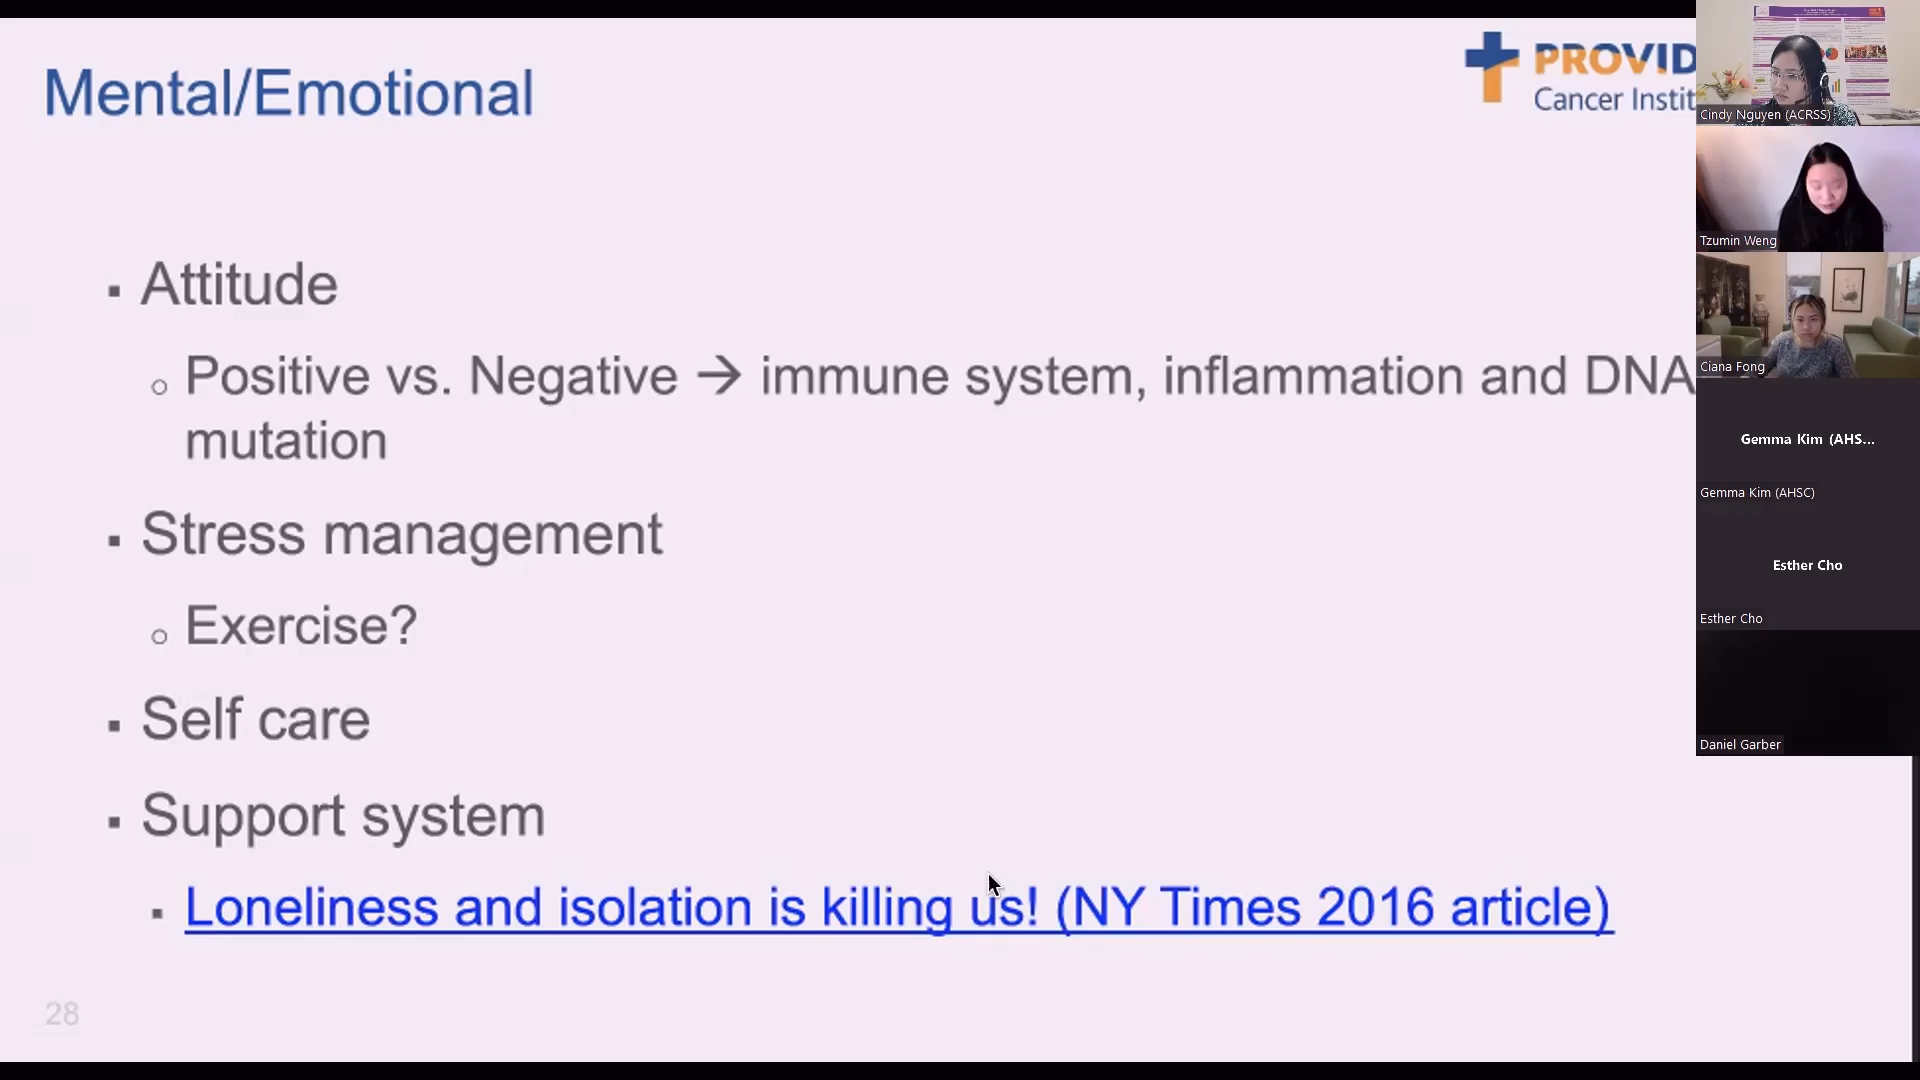 Mental/Emotional
PROVID
Cancer Instit
▪ Attitude
○ Positive vs. Negative → immune system, inflammation and DNA
mutation
▪ Stress management
○ Exercise?
▪ Self care
▪ Support system
▪ Loneliness and isolation is killing us! (NY Times 2016 article)
28
Cindy Nguyen (ACRSS)
Tzumin Weng
Ciana Fong
Gemma Kim (AHS...
Gemma Kim (AHSC)
Esther Cho
Esther Cho
Daniel Garber